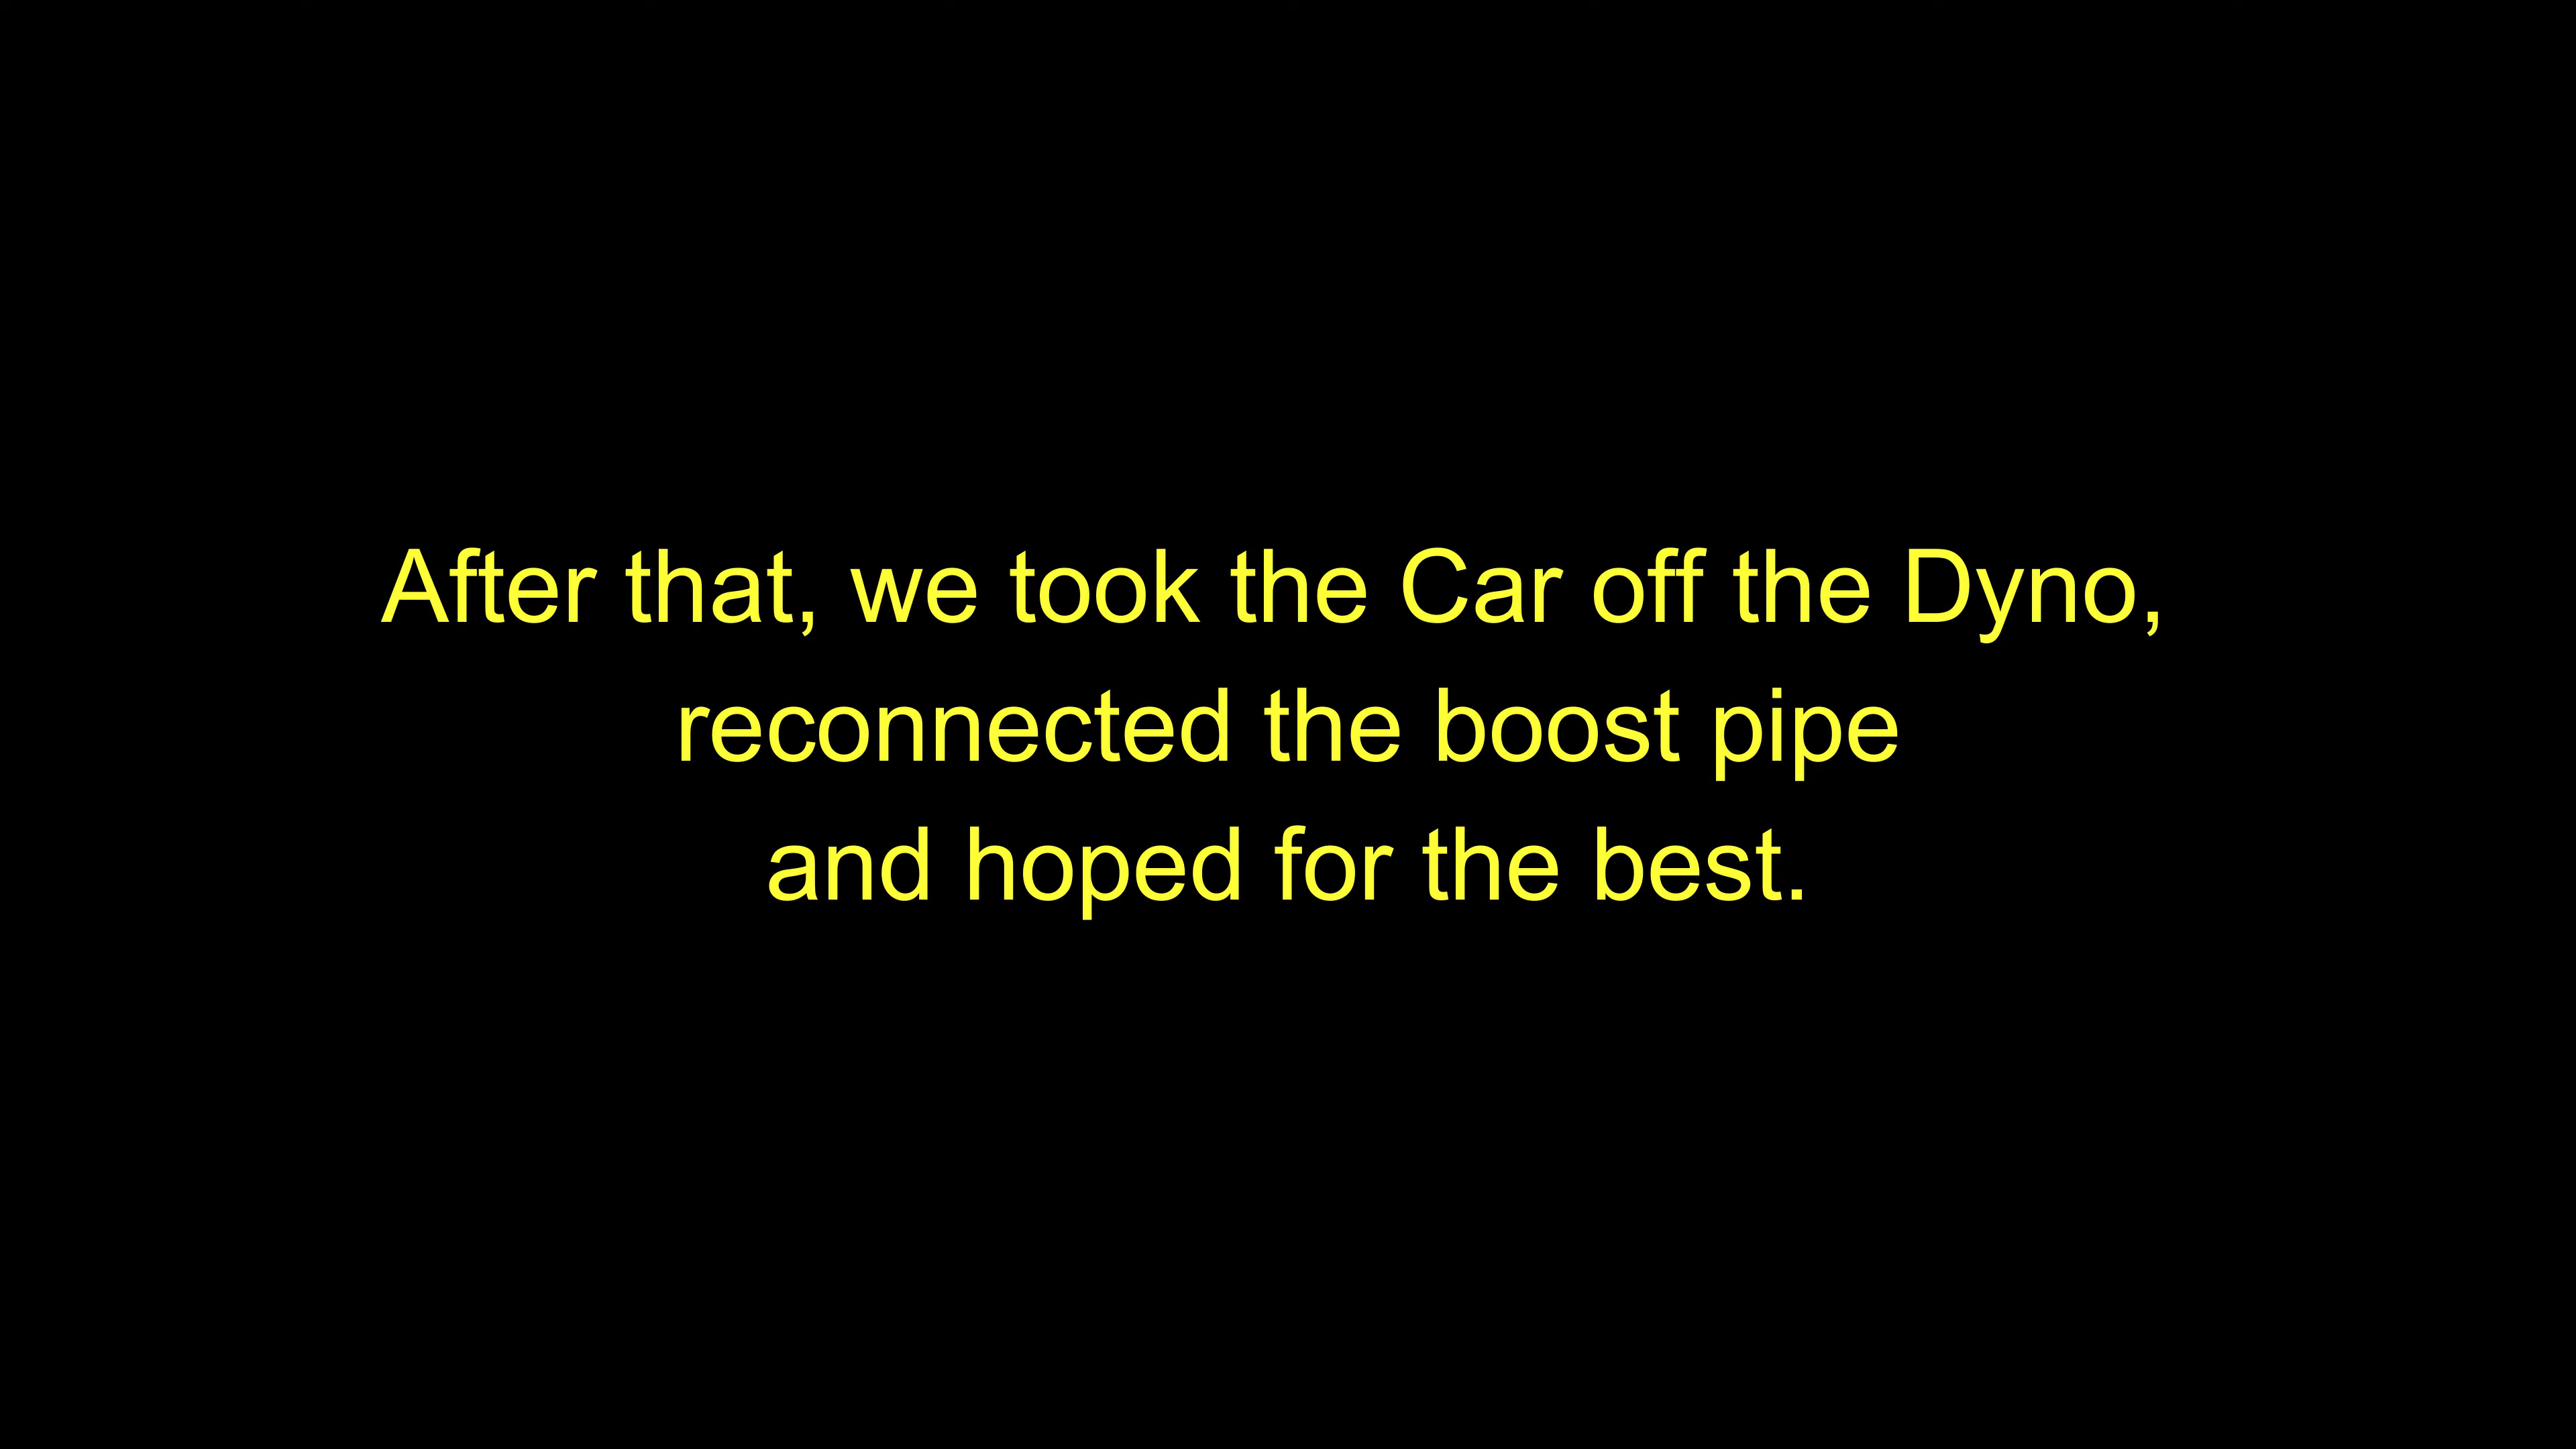 After that, we took the Car off the Dyno,
reconnected the boost pipe
and hoped for the best.